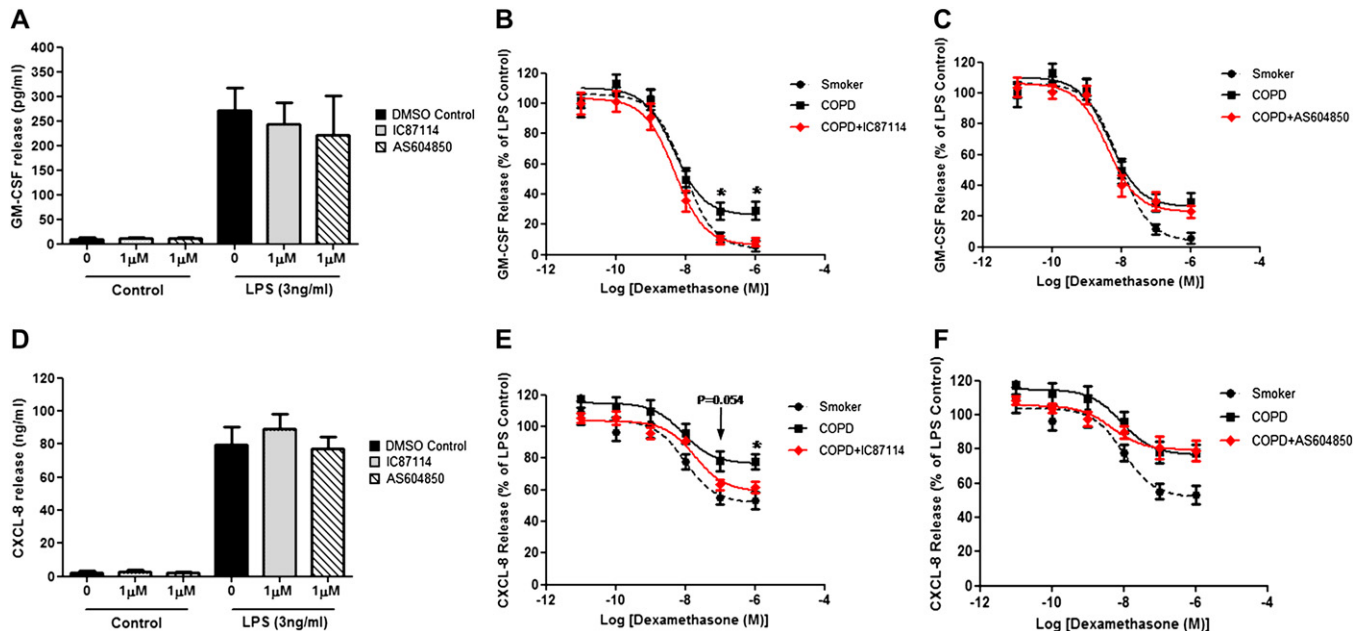 A
GM-CSF release (pg/ml)
400
350
300
250
200
150
100
50
0
DMSO Control
IC87114
AS604850
0 1μM 1μM 0 1μM 1μM
Control LPS (3ng/ml)
B
GM-CSF Release (% of LPS Control)
120
100
80
60
40
20
0
* *
Smoker
COPD
COPD+IC87114
-12 -10 -8 -6 -4
Log [Dexamethasone (M)]
C
GM-CSF Release (% of LPS Control)
120
100
80
60
40
20
0
Smoker
COPD
COPD+AS604850
-12 -10 -8 -6 -4
Log [Dexamethasone (M)]
D
CXCL-8 release (ng/ml)
120
100
80
60
40
20
0
DMSO Control
IC87114
AS604850
0 1μM 1μM 0 1μM 1μM
Control LPS (3ng/ml)
E
CXCL-8 Release (% of LPS Control)
120
100
80
60
40
20
0
P=0.054
*
Smoker
COPD
COPD+IC87114
-12 -10 -8 -6 -4
Log [Dexamethasone (M)]
F
CXCL-8 Release (% of LPS Control)
120
100
80
60
40
20
0
Smoker
COPD
COPD+AS604850
-12 -10 -8 -6 -4
Log [Dexamethasone (M)]